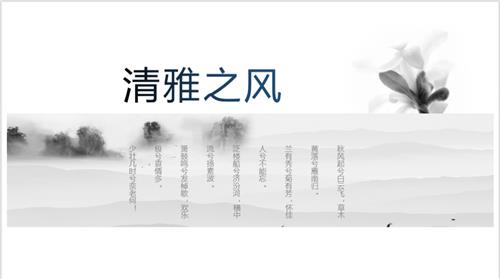 清雅之风
秋风起兮白云飞，草木
黄落兮雁南归。
兰有秀兮菊有芳，怀佳
人兮不能忘。
泛楼船兮济汾河，横中
流兮扬素波。
箫鼓鸣兮发棹歌，欢乐
极兮哀情多。
少壮几时兮奈老何！